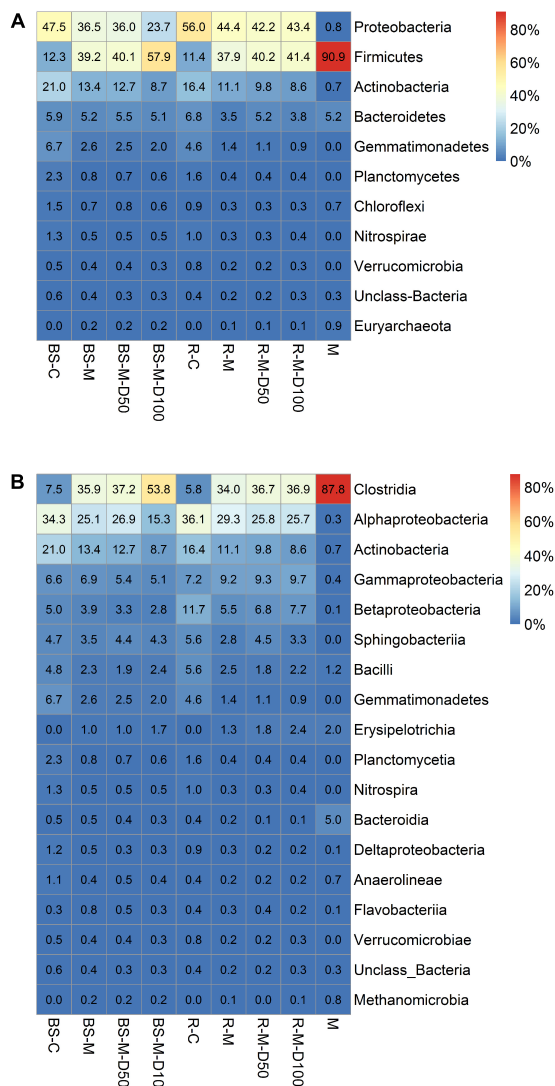 A
47.5 36.5 36.0 23.7 56.0 44.4 42.2 43.4 0.8 Proteobacteria
12.3 39.2 40.1 57.9 11.4 37.9 40.2 41.4 90.9 Firmicutes
21.0 13.4 12.7 8.7 16.4 11.1 9.8 8.6 0.7 Actinobacteria
5.9 5.2 5.5 5.1 6.8 3.5 5.2 3.8 5.2 Bacteroidetes
6.7 2.6 2.5 2.0 4.6 1.4 1.1 0.9 0.0 Gemmatimonadetes
2.3 0.8 0.7 0.6 1.6 0.4 0.4 0.4 0.0 Planctomycetes
1.5 0.7 0.8 0.6 0.9 0.3 0.3 0.3 0.7 Chloroflexi
1.3 0.5 0.5 0.5 1.0 0.3 0.3 0.4 0.0 Nitrospirae
0.5 0.4 0.4 0.3 0.8 0.2 0.2 0.3 0.0 Verrucomicrobia
0.6 0.4 0.3 0.3 0.4 0.2 0.2 0.3 0.3 Unclass-Bacteria
0.0 0.2 0.2 0.2 0.0 0.1 0.1 0.1 0.9 Euryarchaeota
BS-C BS-M BS-M-D50 BS-M-D100 R-C R-M R-M-D50 R-M-D100 M
80%
60%
40%
20%
0%
B
7.5 35.9 37.2 53.8 5.8 34.0 36.7 36.9 87.8 Clostridia
34.3 25.1 26.9 15.3 36.1 29.3 25.8 25.7 0.3 Alphaproteobacteria
21.0 13.4 12.7 8.7 16.4 11.1 9.8 8.6 0.7 Actinobacteria
6.6 6.9 5.4 5.1 7.2 9.2 9.3 9.7 0.4 Gammaproteobacteria
5.0 3.9 3.3 2.8 11.7 5.5 6.8 7.7 0.1 Betaproteobacteria
4.7 3.5 4.4 4.3 5.6 2.8 4.5 3.3 0.0 Sphingobacteriia
4.8 2.3 1.9 2.4 5.6 2.5 1.8 2.2 1.2 Bacilli
6.7 2.6 2.5 2.0 4.6 1.4 1.1 0.9 0.0 Gemmatimonadetes
0.0 1.0 1.0 1.7 0.0 1.3 1.8 2.4 2.0 Erysipelotrichia
2.3 0.8 0.7 0.6 1.6 0.4 0.4 0.4 0.0 Planctomycetia
1.3 0.5 0.5 0.5 1.0 0.3 0.3 0.4 0.0 Nitrospira
0.5 0.5 0.4 0.3 0.4 0.2 0.1 0.1 5.0 Bacteroidia
1.2 0.5 0.3 0.3 0.9 0.3 0.2 0.2 0.1 Deltaproteobacteria
1.1 0.4 0.5 0.4 0.4 0.2 0.2 0.2 0.7 Anaerolineae
0.3 0.8 0.5 0.3 0.4 0.3 0.4 0.2 0.1 Flavobacteriia
0.5 0.4 0.4 0.3 0.8 0.2 0.2 0.3 0.0 Verrucomicrobiae
0.6 0.4 0.3 0.3 0.4 0.2 0.2 0.3 0.3 Unclass_Bacteria
0.0 0.2 0.2 0.2 0.0 0.1 0.0 0.1 0.8 Methanomicrobia
BS-C BS-M BS-M-D50 BS-M-D10 R-C R-M R-M-D50 R-M-D100 M
80%
60%
40%
20%
0%